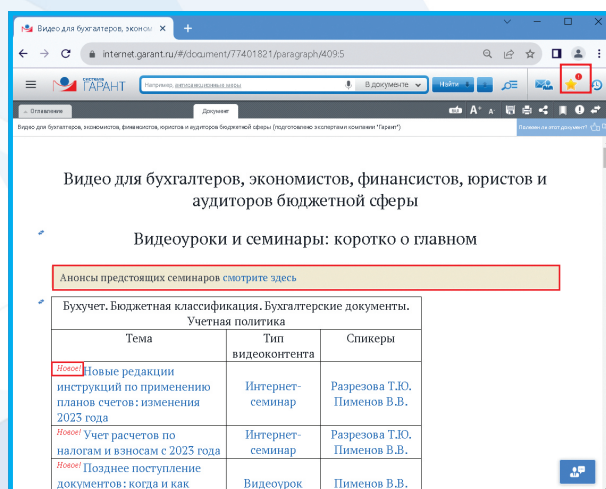 Видео для бухгалтеров, эконом
internet.garant.ru/#/document/77401821/paragraph/409:5
СИСТЕМА
ГАРАНТ
Например, антисанкционные меры
В документе
Найти
Оглавление
Документ
Видео для бухгалтеров, экономистов, финансистов, юристов и аудиторов бюджетной сферы (подготовлено экспертами компании "Гарант")
Полезен ли этот документ?
Видео для бухгалтеров, экономистов, финансистов, юристов и
аудиторов бюджетной сферы
Видеоуроки и семинары: коротко о главном
Анонсы предстоящих семинаров смотрите здесь
Бухучет. Бюджетная классификация. Бухгалтерские документы.
Учетная политика
Тема
Тип
видеоконтента
Спикеры
Новое! Новые редакции
инструкций по применению
планов счетов: изменения
2023 года
Интернет-
семинар
Разрезова Т.Ю.
Пименов В.В.
Новое! Учет расчетов по
налогам и взносам с 2023 года
Интернет-
семинар
Разрезова Т.Ю.
Пименов В.В.
Новое! Позднее поступление
документов: когда и как
Видеоурок
Пименов В.В.